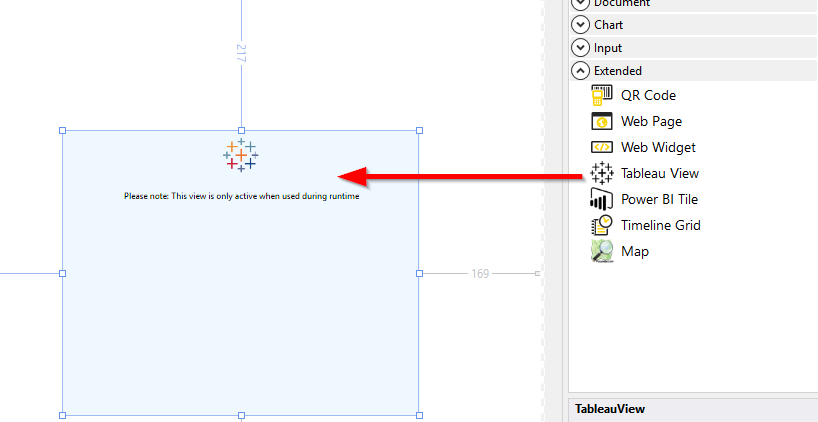 Document
217
Chart
Input
Extended
QR Code
Web Page
Web Widget
Tableau View
Please note: This view is only active when used during runtime
Power BI Tile
Timeline Grid
Map
169
TableauView